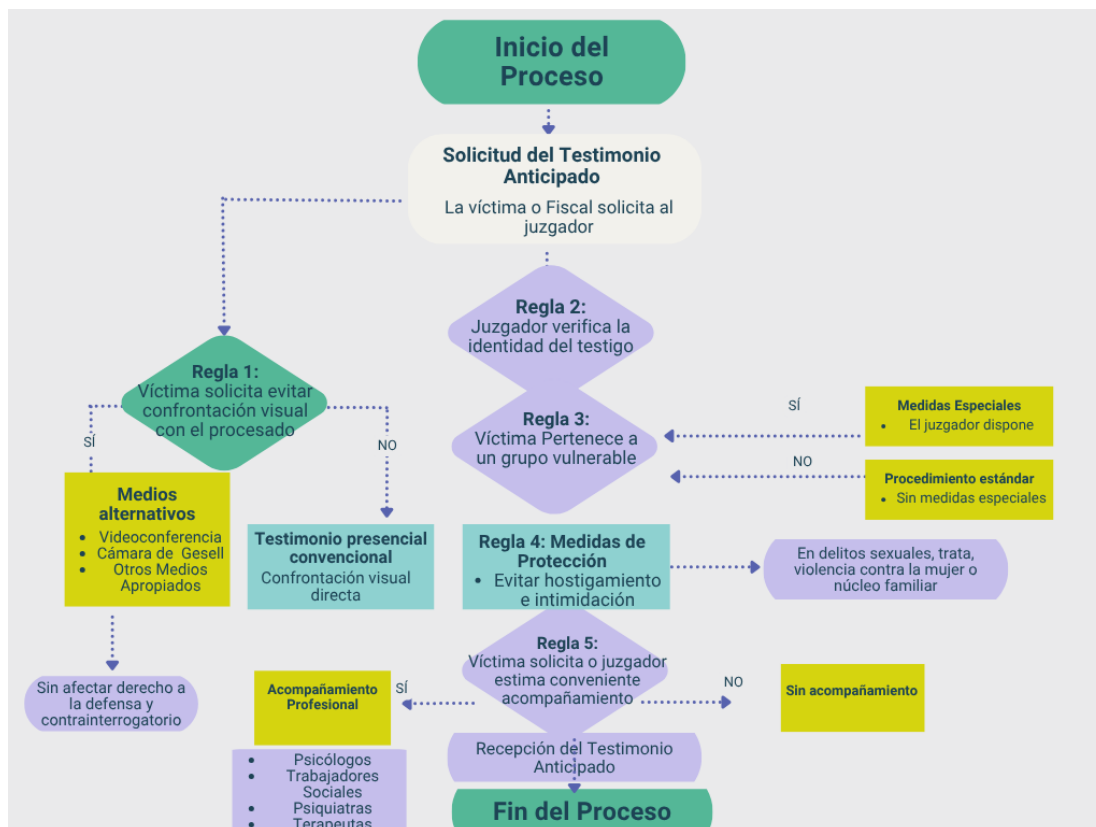 Inicio del
Proceso
Solicitud del Testimonio
Anticipado
La víctima o Fiscal solicita al
juzgador
Regla 1:
Víctima solicita evitar
confrontación visual
con el procesado
SÍ
NO
Medios
alternativos
• Videoconferencia
• Cámara de Gesell
• Otros Medios
Apropiados
Testimonio presencial
convencional
Confrontación visual
directa
Sin afectar derecho a
la defensa y
contrainterrogatorio
Regla 2:
Juzgador verifica la
identidad del testigo
Regla 3:
Víctima Pertenece a
un grupo vulnerable
SÍ
Medidas Especiales
• El juzgador dispone
NO
Procedimiento estándar
• Sin medidas especiales
Regla 4: Medidas de
Protección
• Evitar hostigamiento
e intimidación
En delitos sexuales, trata,
violencia contra la mujer o
núcleo familiar
Regla 5:
Víctima solicita o juzgador
estima conveniente
acompañamiento
SÍ
Acompañamiento
Profesional
• Psicólogos
• Trabajadores
Sociales
• Psiquiatras
• Terapeutas
NO
Sin acompañamiento
Recepción del Testimonio
Anticipado
Fin del Proceso